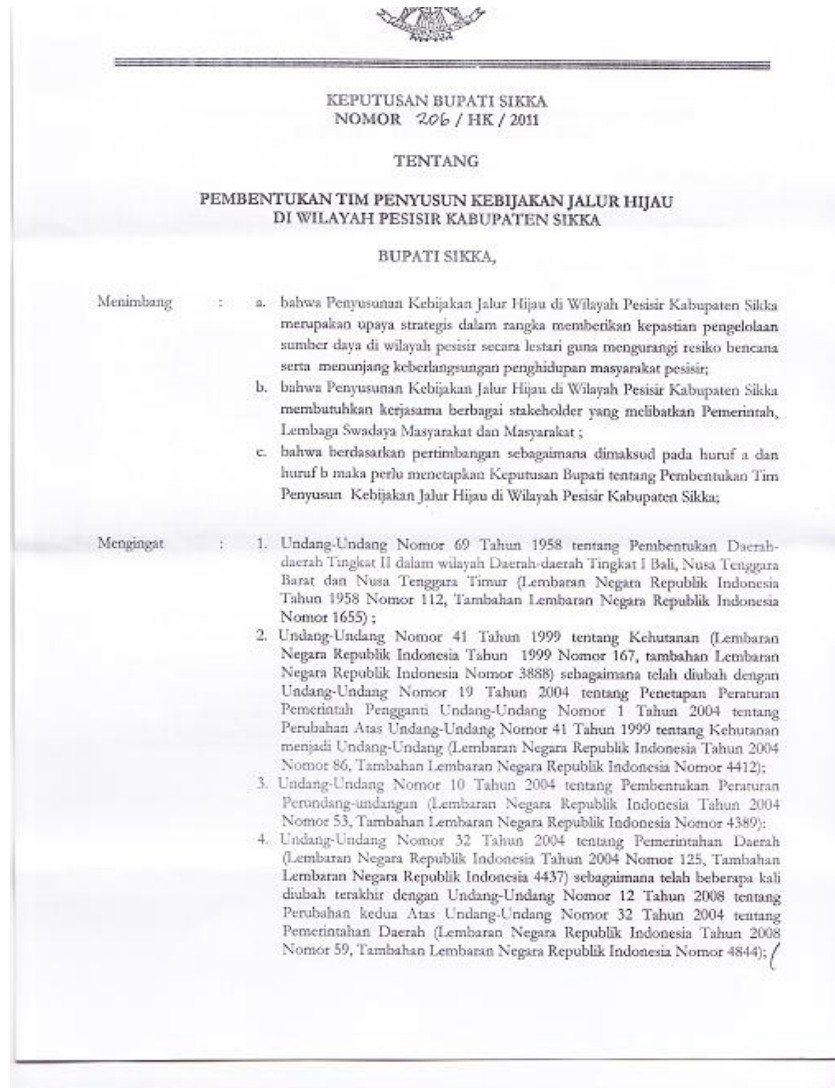 KEPUTUSAN BUPATI SIKKA
NOMOR 206 / HK / 2011
TENTANG
PEMBENTUKAN TIM PENYUSUN KEBIJAKAN JALUR HIJAU
DI WILAYAH PESISIR KABUPATEN SIKKA
BUPATI SIKKA,
Menimbang : a. bahwa Penyusunan Kebijakan Jalur Hijau di Wilayah Pesisir Kabupaten Sikka
merupakan upaya strategis dalam rangka memberikan kepastian pengelolaan
sumber daya di wilayah pesisir secara lestari guna mengurangi resiko bencana
serta menunjang keberlangsungan penghidupan masyarakat pesisir;
b. bahwa Penyusunan Kebijakan Jalur Hijau di Wilayah Pesisir Kabupaten Sikka
membutuhkan kerjasama berbagai stakeholder yang melibatkan Pemerintah,
Lembaga Swadaya Masyarakat dan Masyarakat ;
c. bahwa berdasarkan pertimbangan sebagaimana dimaksud pada huruf a dan
huruf b maka perlu menetapkan Keputusan Bupati tentang Pembentukan Tim
Penyusun Kebijakan Jalur Hijau di Wilayah Pesisir Kabupaten Sikka;
Mengingat : 1. Undang-Undang Nomor 69 Tahun 1958 tentang Pembentukan Daerah-
daerah Tingkat II dalam wilayah Daerah-daerah Tingkat I Bali, Nusa Tenggara
Barat dan Nusa Tenggara Timur (Lembaran Negara Republik Indonesia
Tahun 1958 Nomor 112, Tambahan Lembaran Negara Republik Indonesia
Nomor 1655) ;
2. Undang-Undang Nomor 41 Tahun 1999 tentang Kehutanan (Lembaran
Negara Republik Indonesia Tahun 1999 Nomor 167, tambahan Lembaran
Negara Republik Indonesia Nomor 3888) sebagaimana telah diubah dengan
Undang-Undang Nomor 19 Tahun 2004 tentang Penetapan Peraturan
Pemerintah Pengganti Undang-Undang Nomor 1 Tahun 2004 tentang
Perubahan Atas Undang-Undang Nomor 41 Tahun 1999 tentang Kehutanan
menjadi Undang-Undang (Lembaran Negara Republik Indonesia Tahun 2004
Nomor 86, Tambahan Lembaran Negara Republik Indonesia Nomor 4412);
3. Undang-Undang Nomor 10 Tahun 2004 tentang Pembentukan Peraturan
Perundang-undangan (Lembaran Negara Republik Indonesia Tahun 2004
Nomor 53, Tambahan Lembaran Negara Republik Indonesia Nomor 4389):
4. Undang-Undang Nomor 32 Tahun 2004 tentang Pemerintahan Daerah
(Lembaran Negara Republik Indonesia Tahun 2004 Nomor 125, Tambahan
Lembaran Negara Republik Indonesia 4437) sebagaimana telah beberapa kali
diubah terakhir dengan Undang-Undang Nomor 12 Tahun 2008 tentang
Perubahan kedua Atas Undang-Undang Nomor 32 Tahun 2004 tentang
Pemerintahan Daerah (Lembaran Negara Republik Indonesia Tahun 2008
Nomor 59, Tambahan Lembaran Negara Republik Indonesia Nomor 4844);